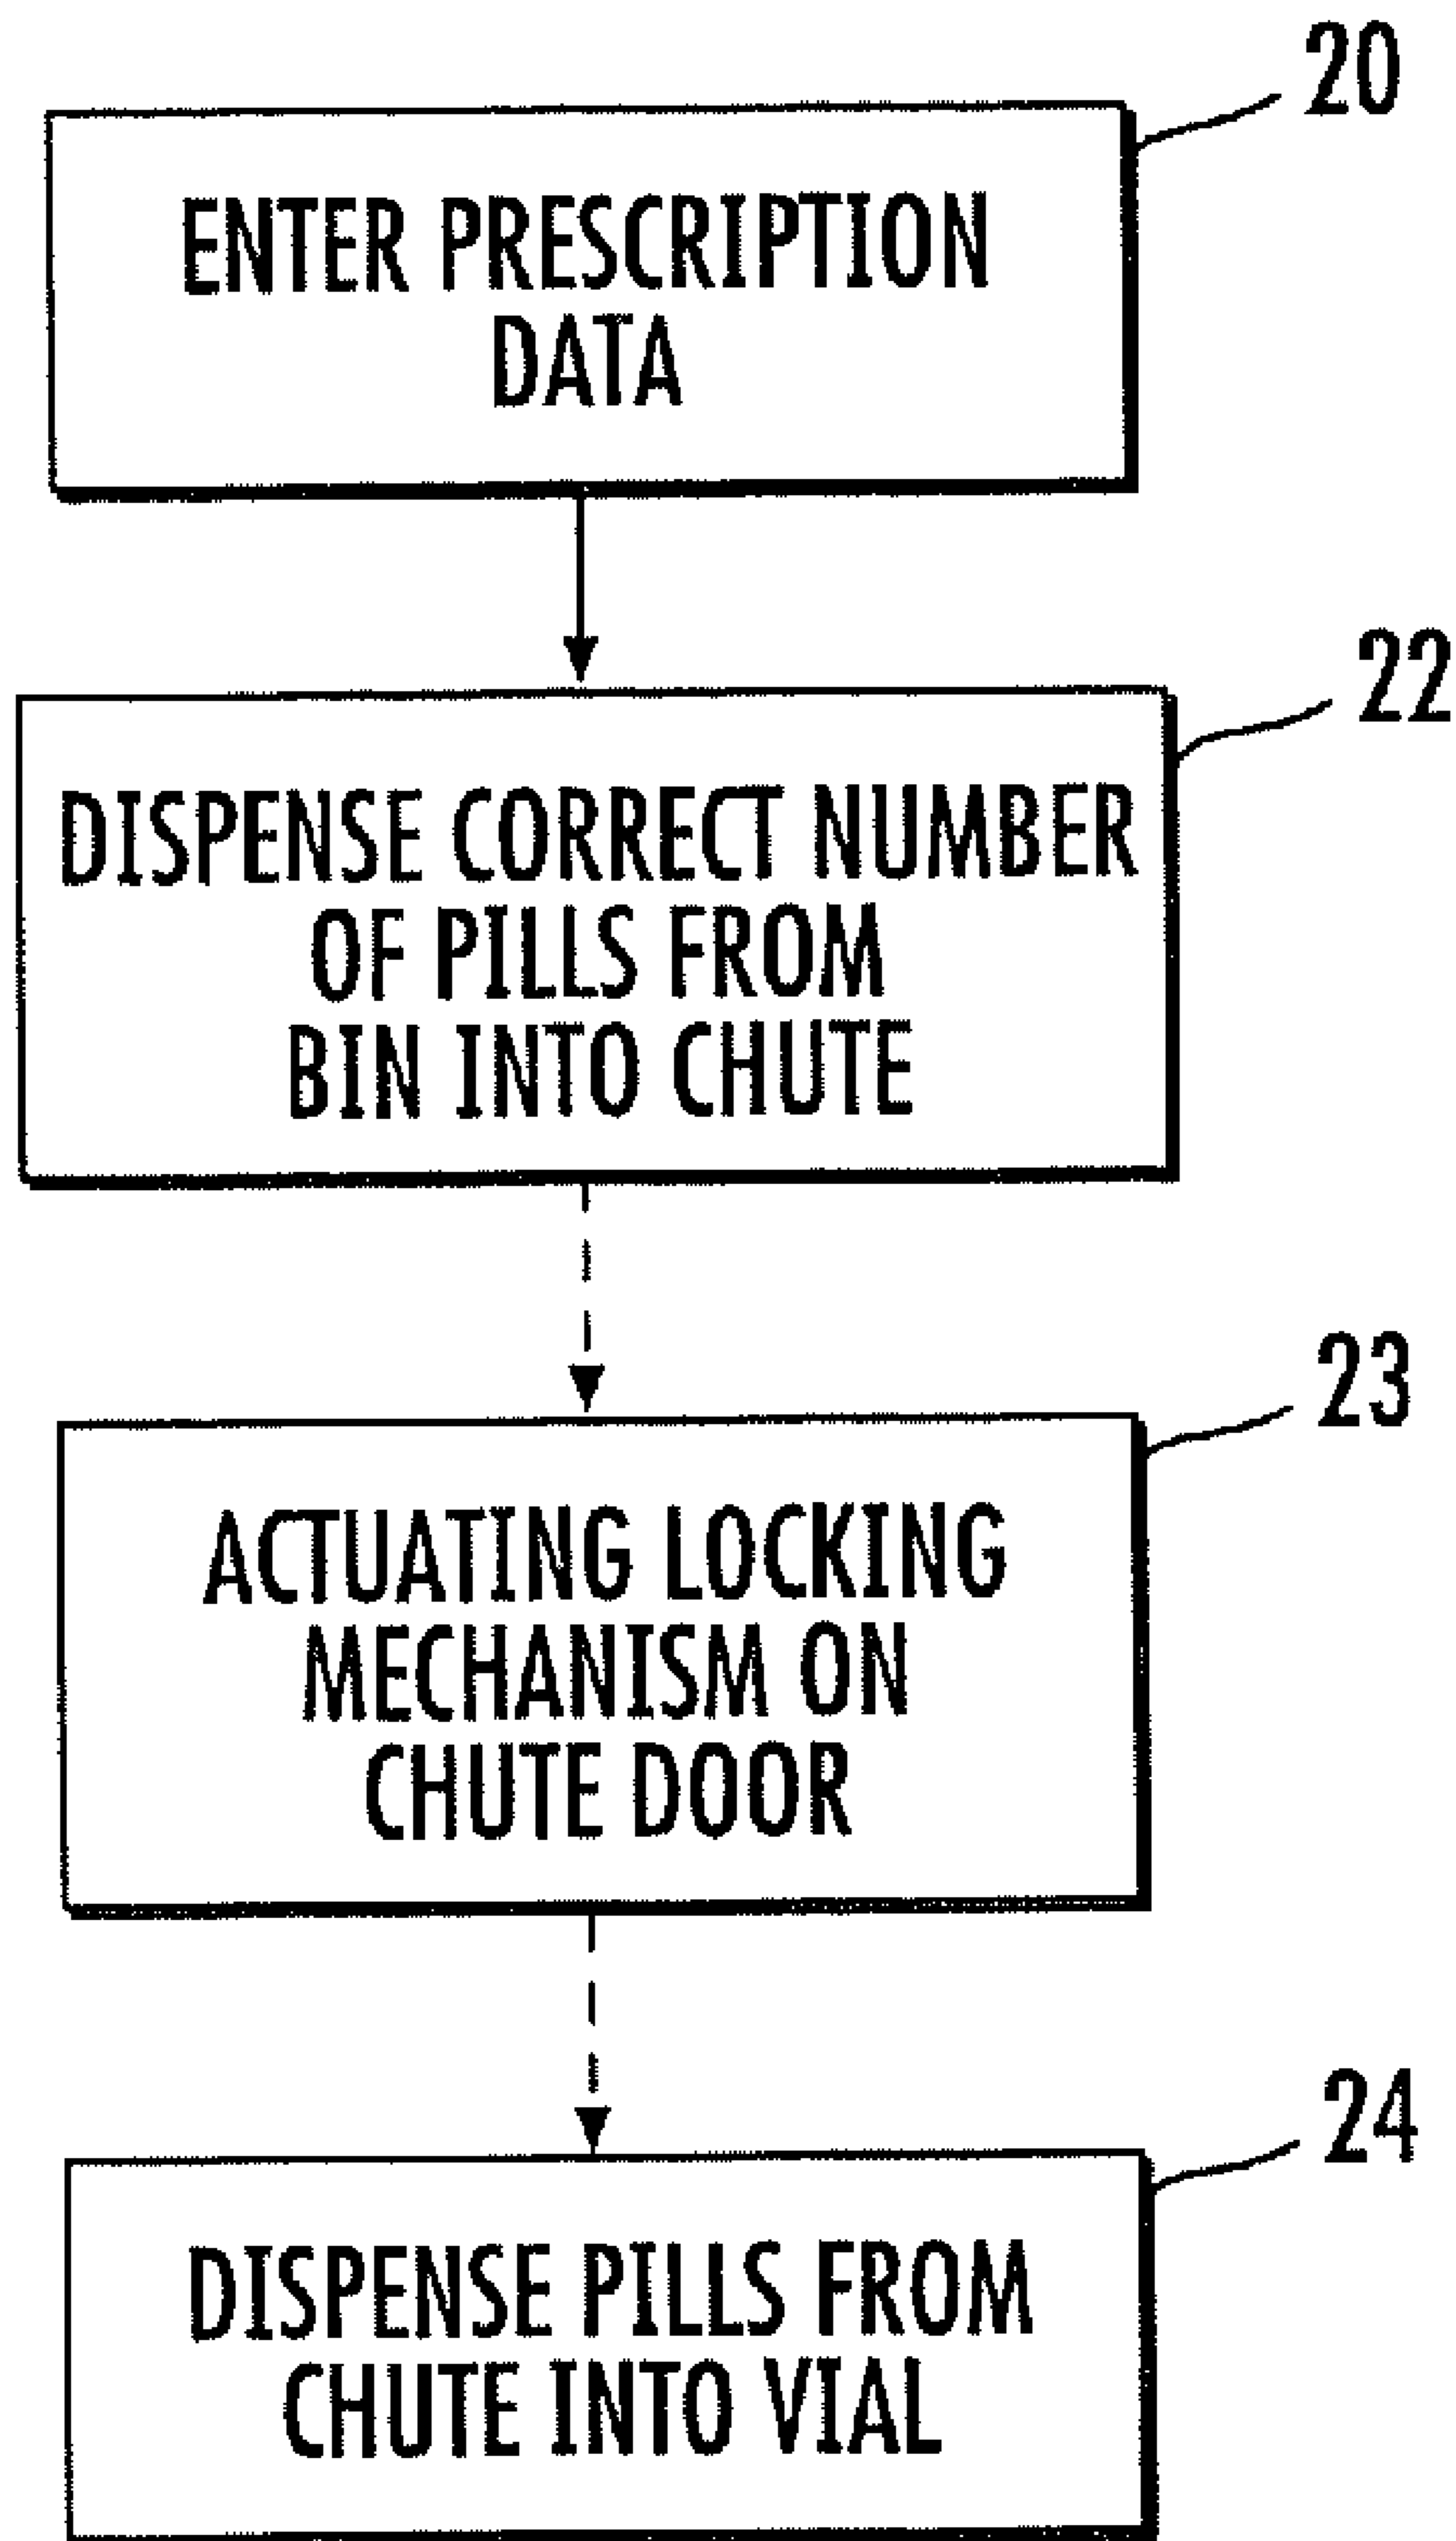 20
ENTER PRESCRIPTION
DATA
22
DISPENSE CORRECT NUMBER
OF PILLS FROM
BIN INTO CHUTE
23
ACTUATING LOCKING
MECHANISM ON
CHUTE DOOR
24
DISPENSE PILLS FROM
CHUTE INTO VIAL